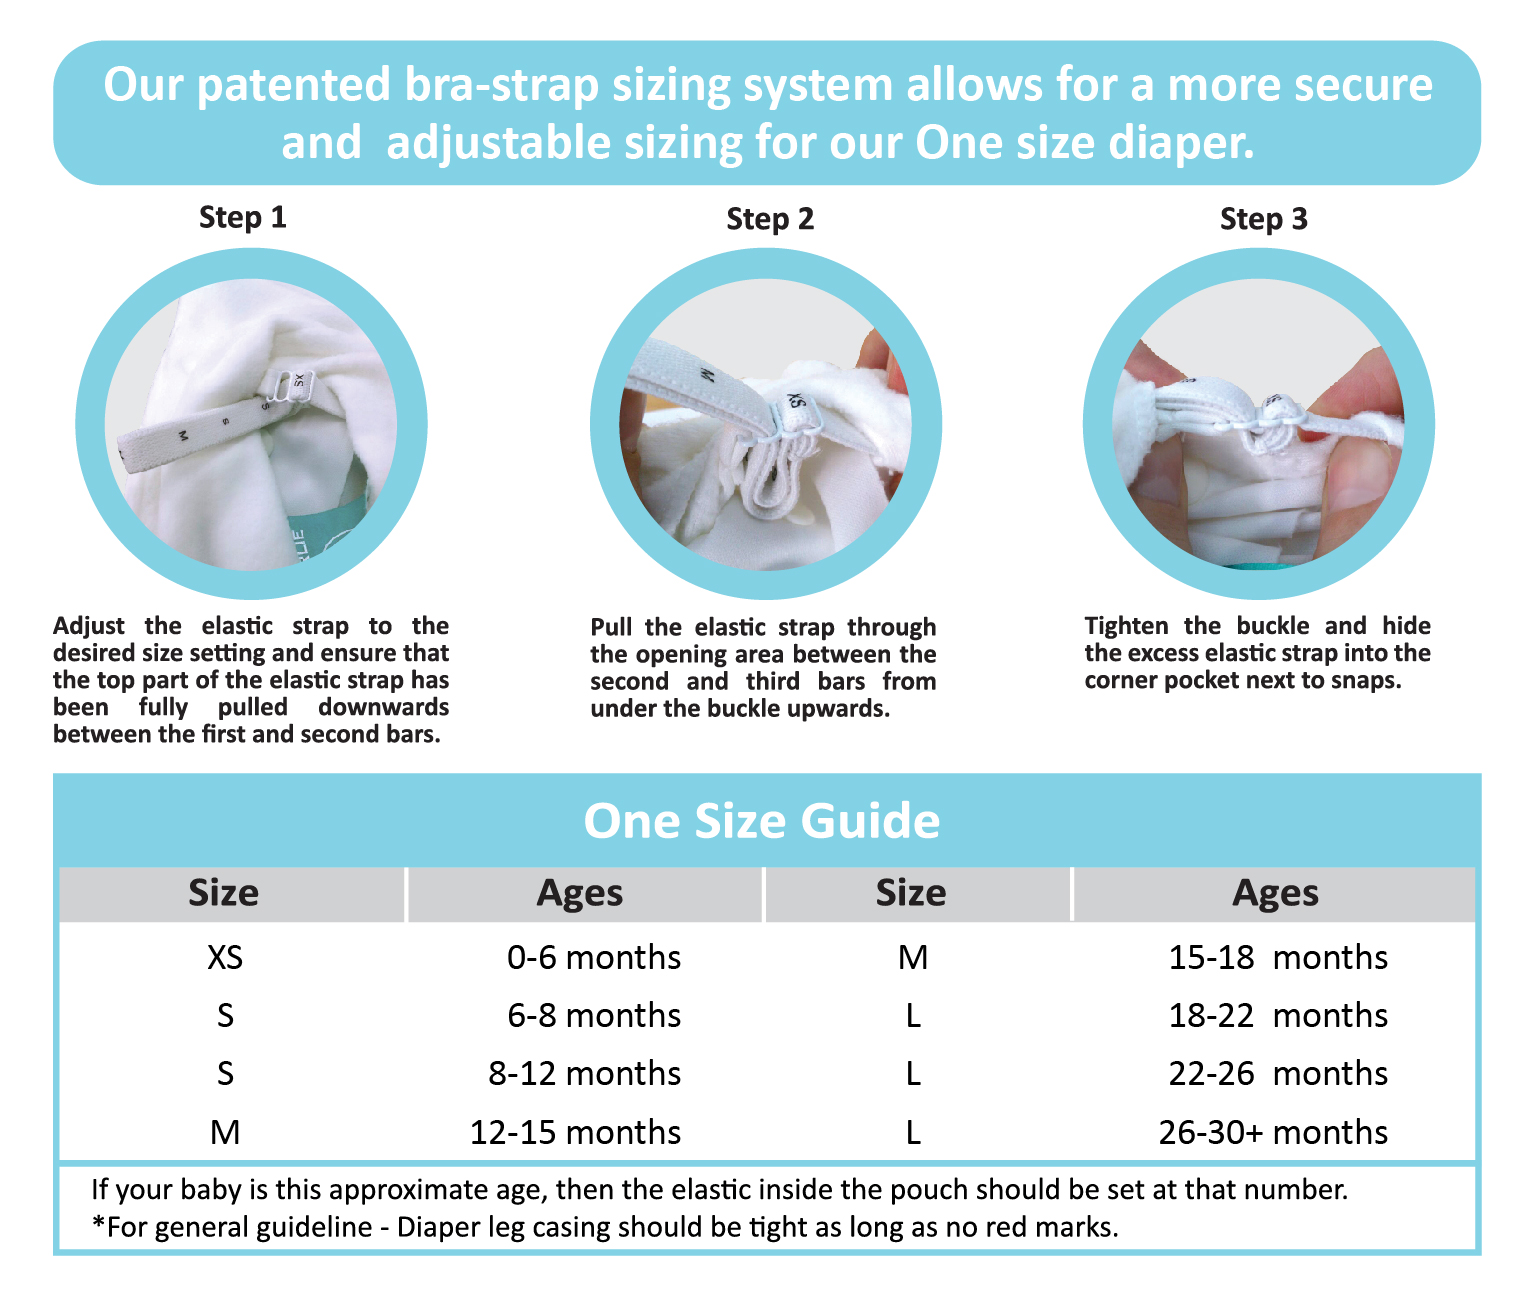 Our patented bra-strap sizing system allows for a more secure
and adjustable sizing for our One size diaper.
Step 1
Step 2
Step 3
XS
S
S
M
RLIE
M
XS
Adjust the elastic strap to the
desired size setting and ensure that
the top part of the elastic strap has
been fully pulled downwards
between the first and second bars.
Pull the elastic strap through
the opening area between the
second and third bars from
under the buckle upwards.
Tighten the buckle and hide
the excess elastic strap into the
corner pocket next to snaps.
One Size Guide
Size Ages Size Ages
XS 0-6 months M 15-18 months
S 6-8 months L 18-22 months
S 8-12 months L 22-26 months
M 12-15 months L 26-30+ months
If your baby is this approximate age, then the elastic inside the pouch should be set at that number.
*For general guideline - Diaper leg casing should be tight as long as no red marks.